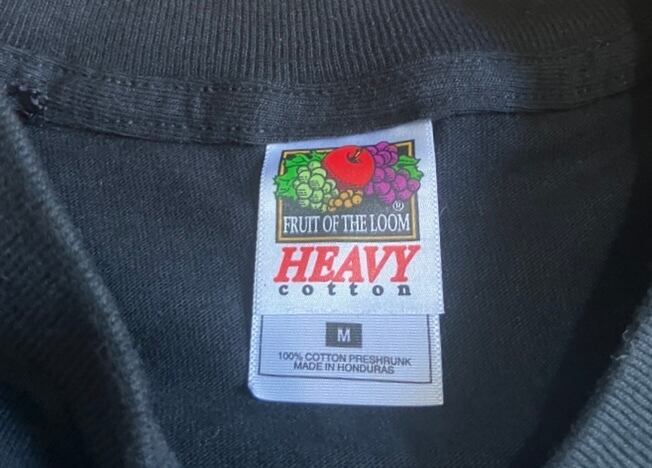 ®
FRUIT OF THE LOOM
HEAVY
cotton
M
100% COTTON PRESHRUNK
MADE IN HONDURAS